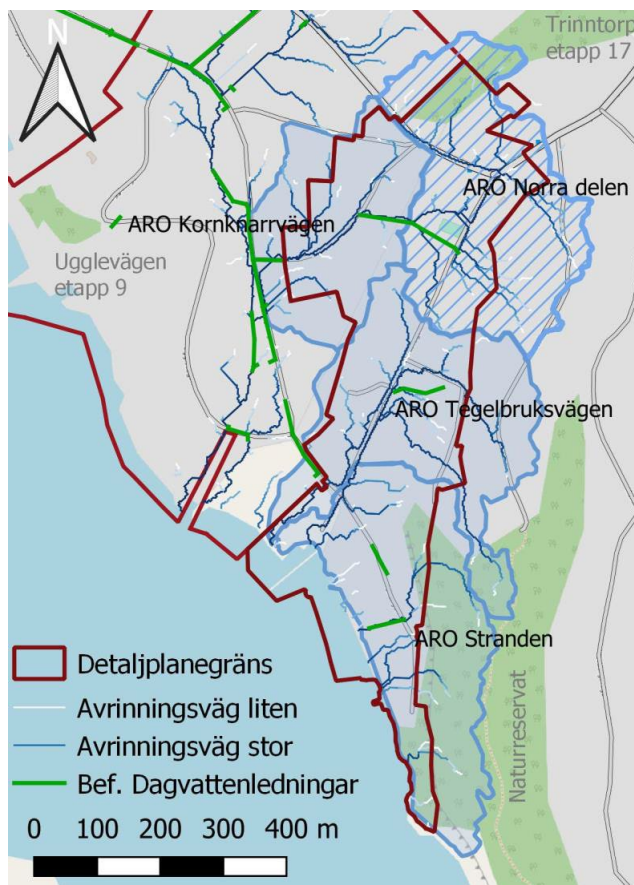 N
Trinntorp
etapp 17
ARO Norra delen
ARO Kornknarrvägen
Ugglevägen
etapp 9
ARO Tegelbruksvägen
ARO Stranden
Naturreservat
Detaljplanegräns
Avrinningsväg liten
Avrinningsväg stor
Bef. Dagvattenledningar
0 100 200 300 400 m